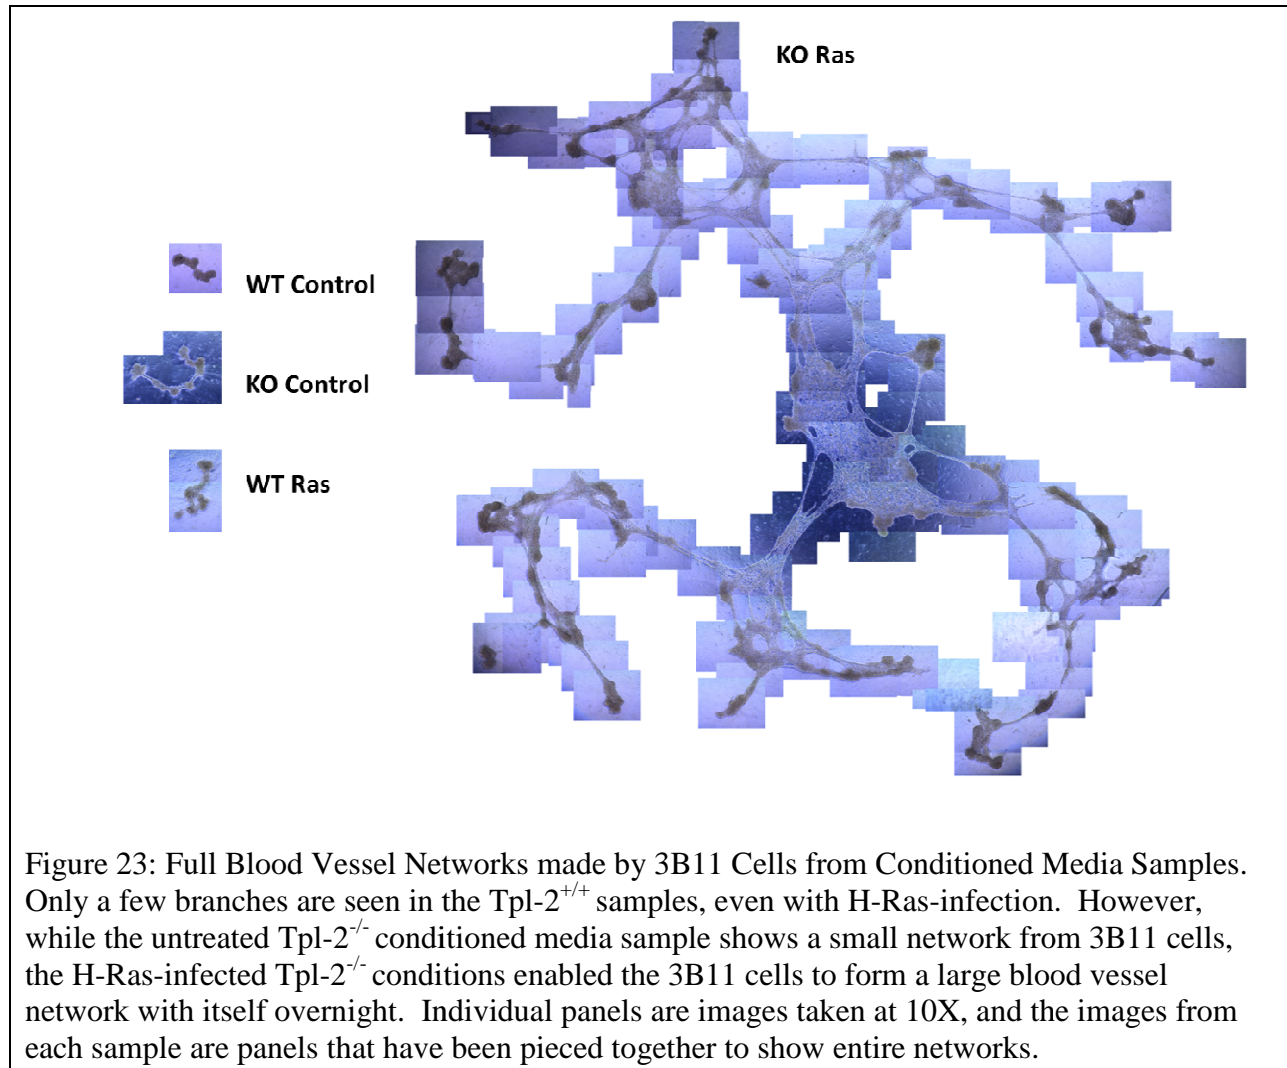 KO Ras
WT Control
KO Control
WT Ras
Figure 23: Full Blood Vessel Networks made by 3B11 Cells from Conditioned Media Samples.
Only a few branches are seen in the Tpl-2+/+ samples, even with H-Ras-infection. However,
while the untreated Tpl-2-/- conditioned media sample shows a small network from 3B11 cells,
the H-Ras-infected Tpl-2-/- conditions enabled the 3B11 cells to form a large blood vessel
network with itself overnight. Individual panels are images taken at 10X, and the images from
each sample are panels that have been pieced together to show entire networks.